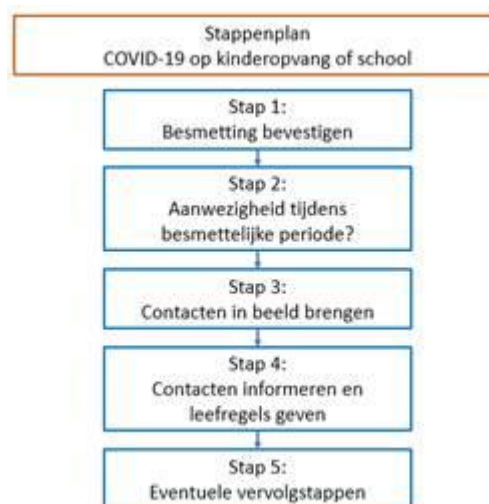 Stappenplan
COVID-19 op kinderopvang of school
Stap 1:
Besmetting bevestigen
Stap 2:
Aanwezigheid tijdens
besmettelijke periode?
Stap 3:
Contacten in beeld brengen
Stap 4:
Contacten informeren en
leefregels geven
Stap 5:
Eventuele vervolgstappen